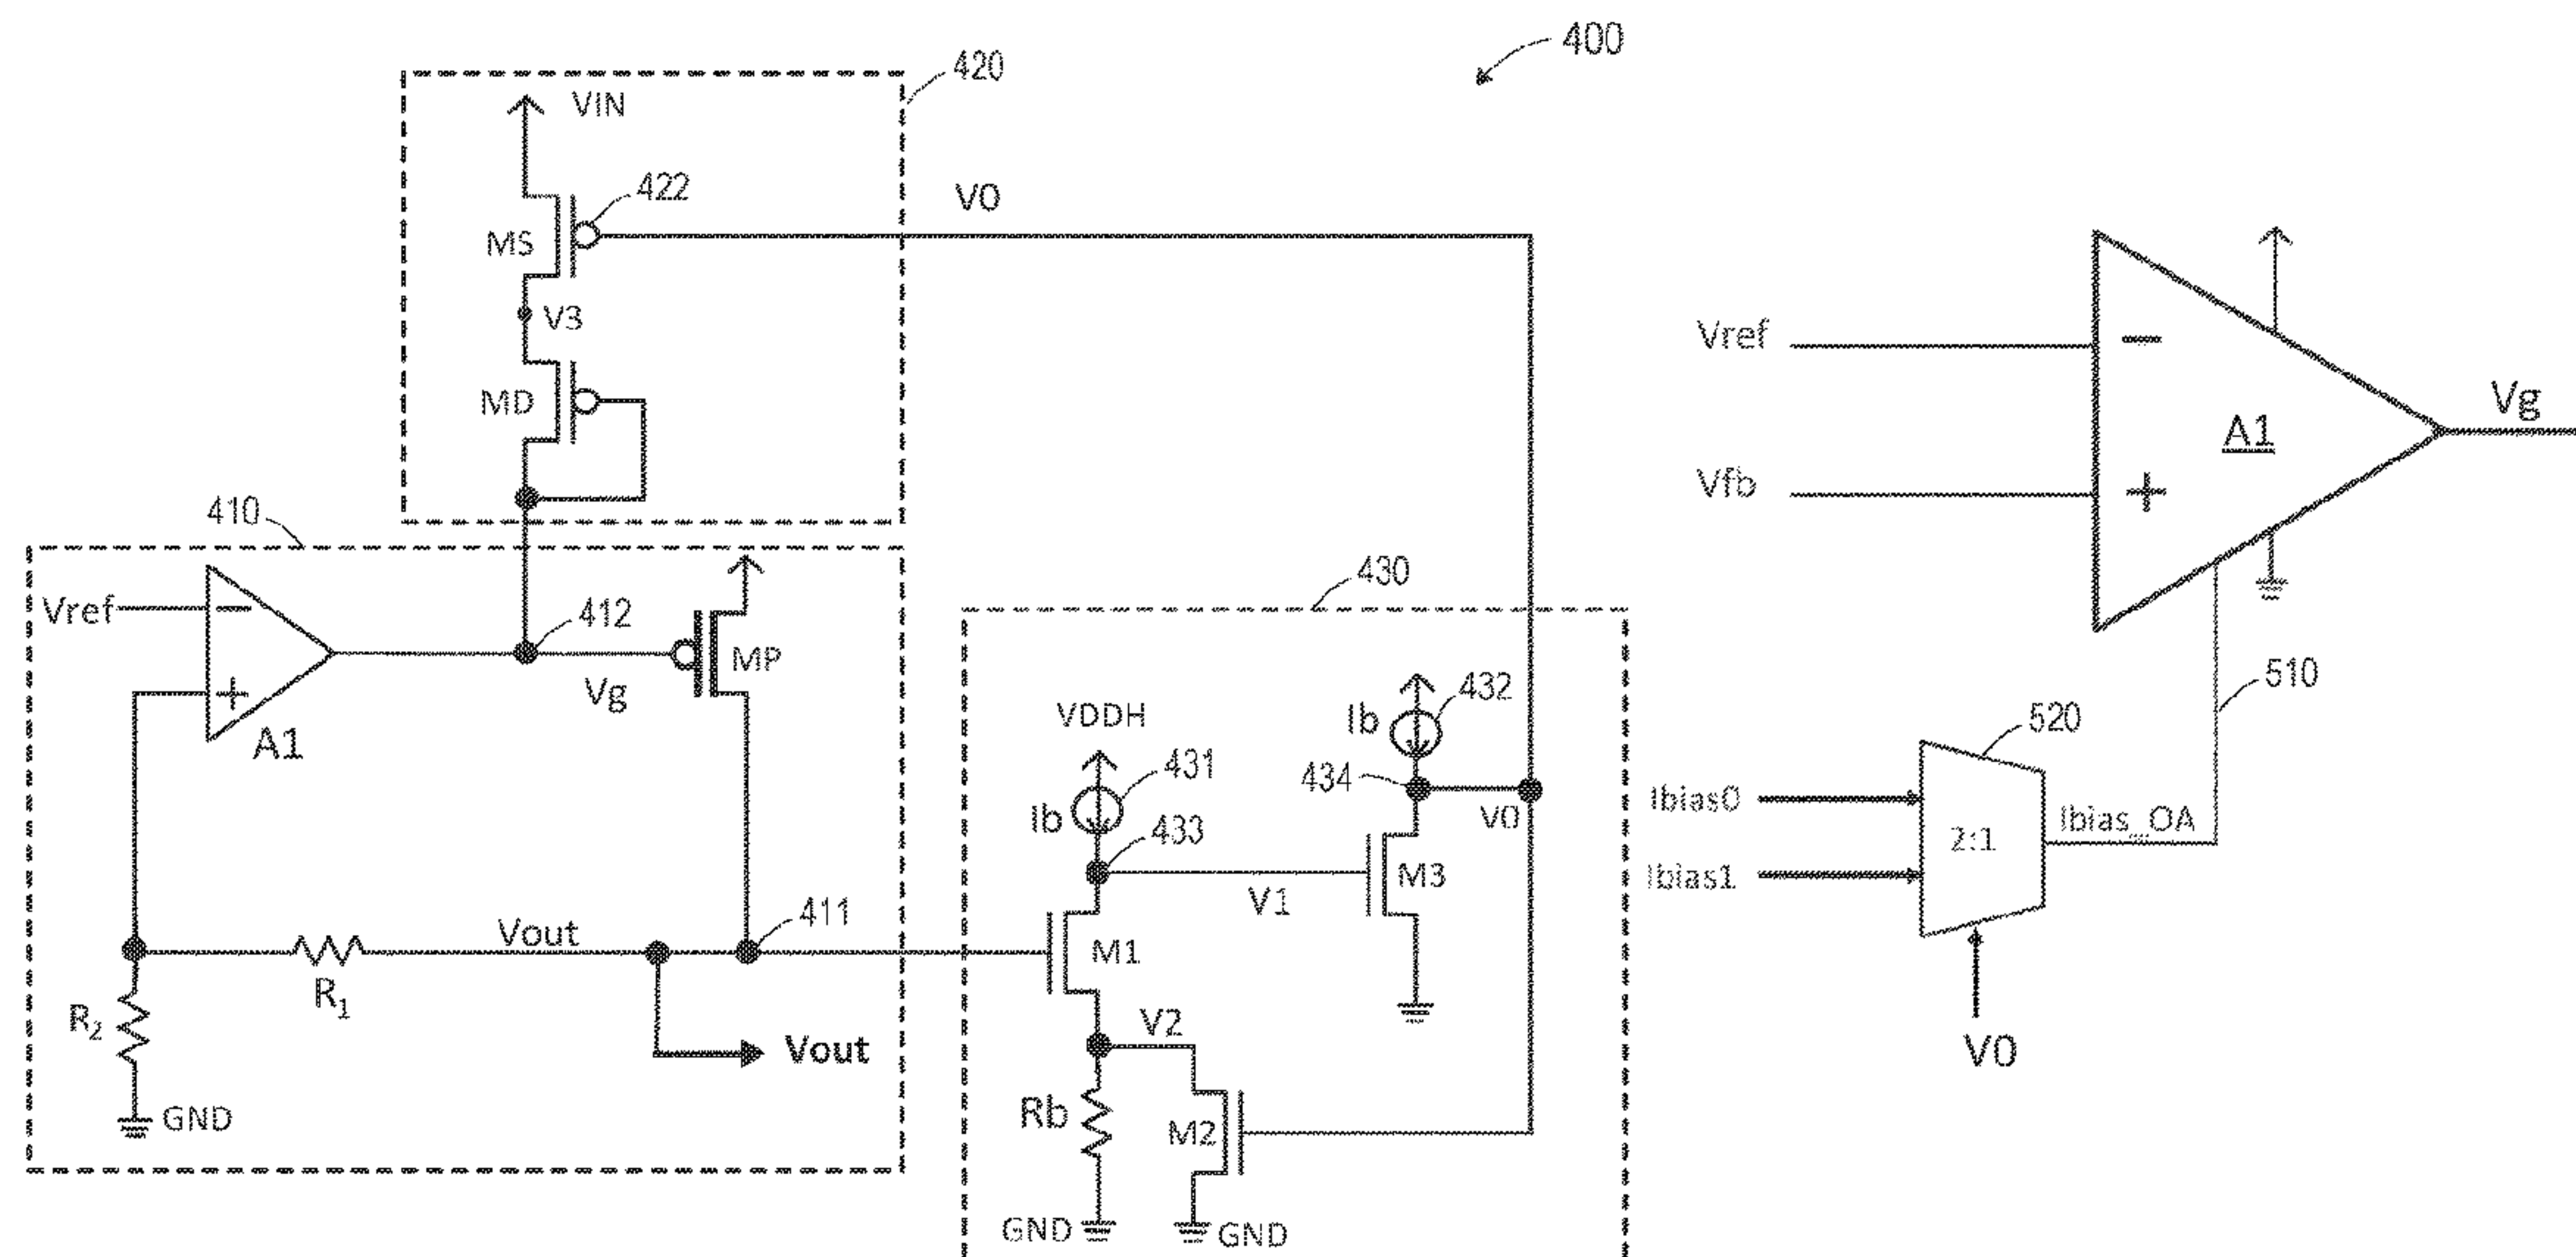 400
420
VIN
422
V0
MS
V3
MD
410
Vref
−
+
A1
412
Vg
MP
Vout
411
R1
R2
Vout
GND
430
VDDH
Ib
431
433
Ib
432
434
V0
V1
M3
M1
V2
Rb
M2
GND
GND
Vref
−
Vfb
+
A1
Vg
510
520
Ibias0
Ibias1
2:1
Ibias_OA
V0